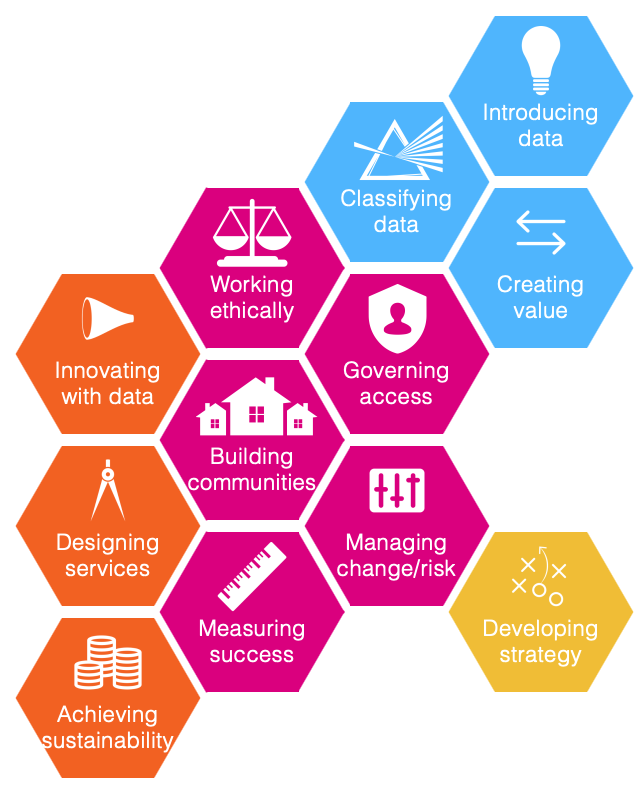 Introducing
data
Classifying
data
Creating
value
Working
ethically
Governing
access
Innovating
with data
Building
communities
Managing
change/risk
Designing
services
Measuring
success
Developing
strategy
Achieving
sustainability